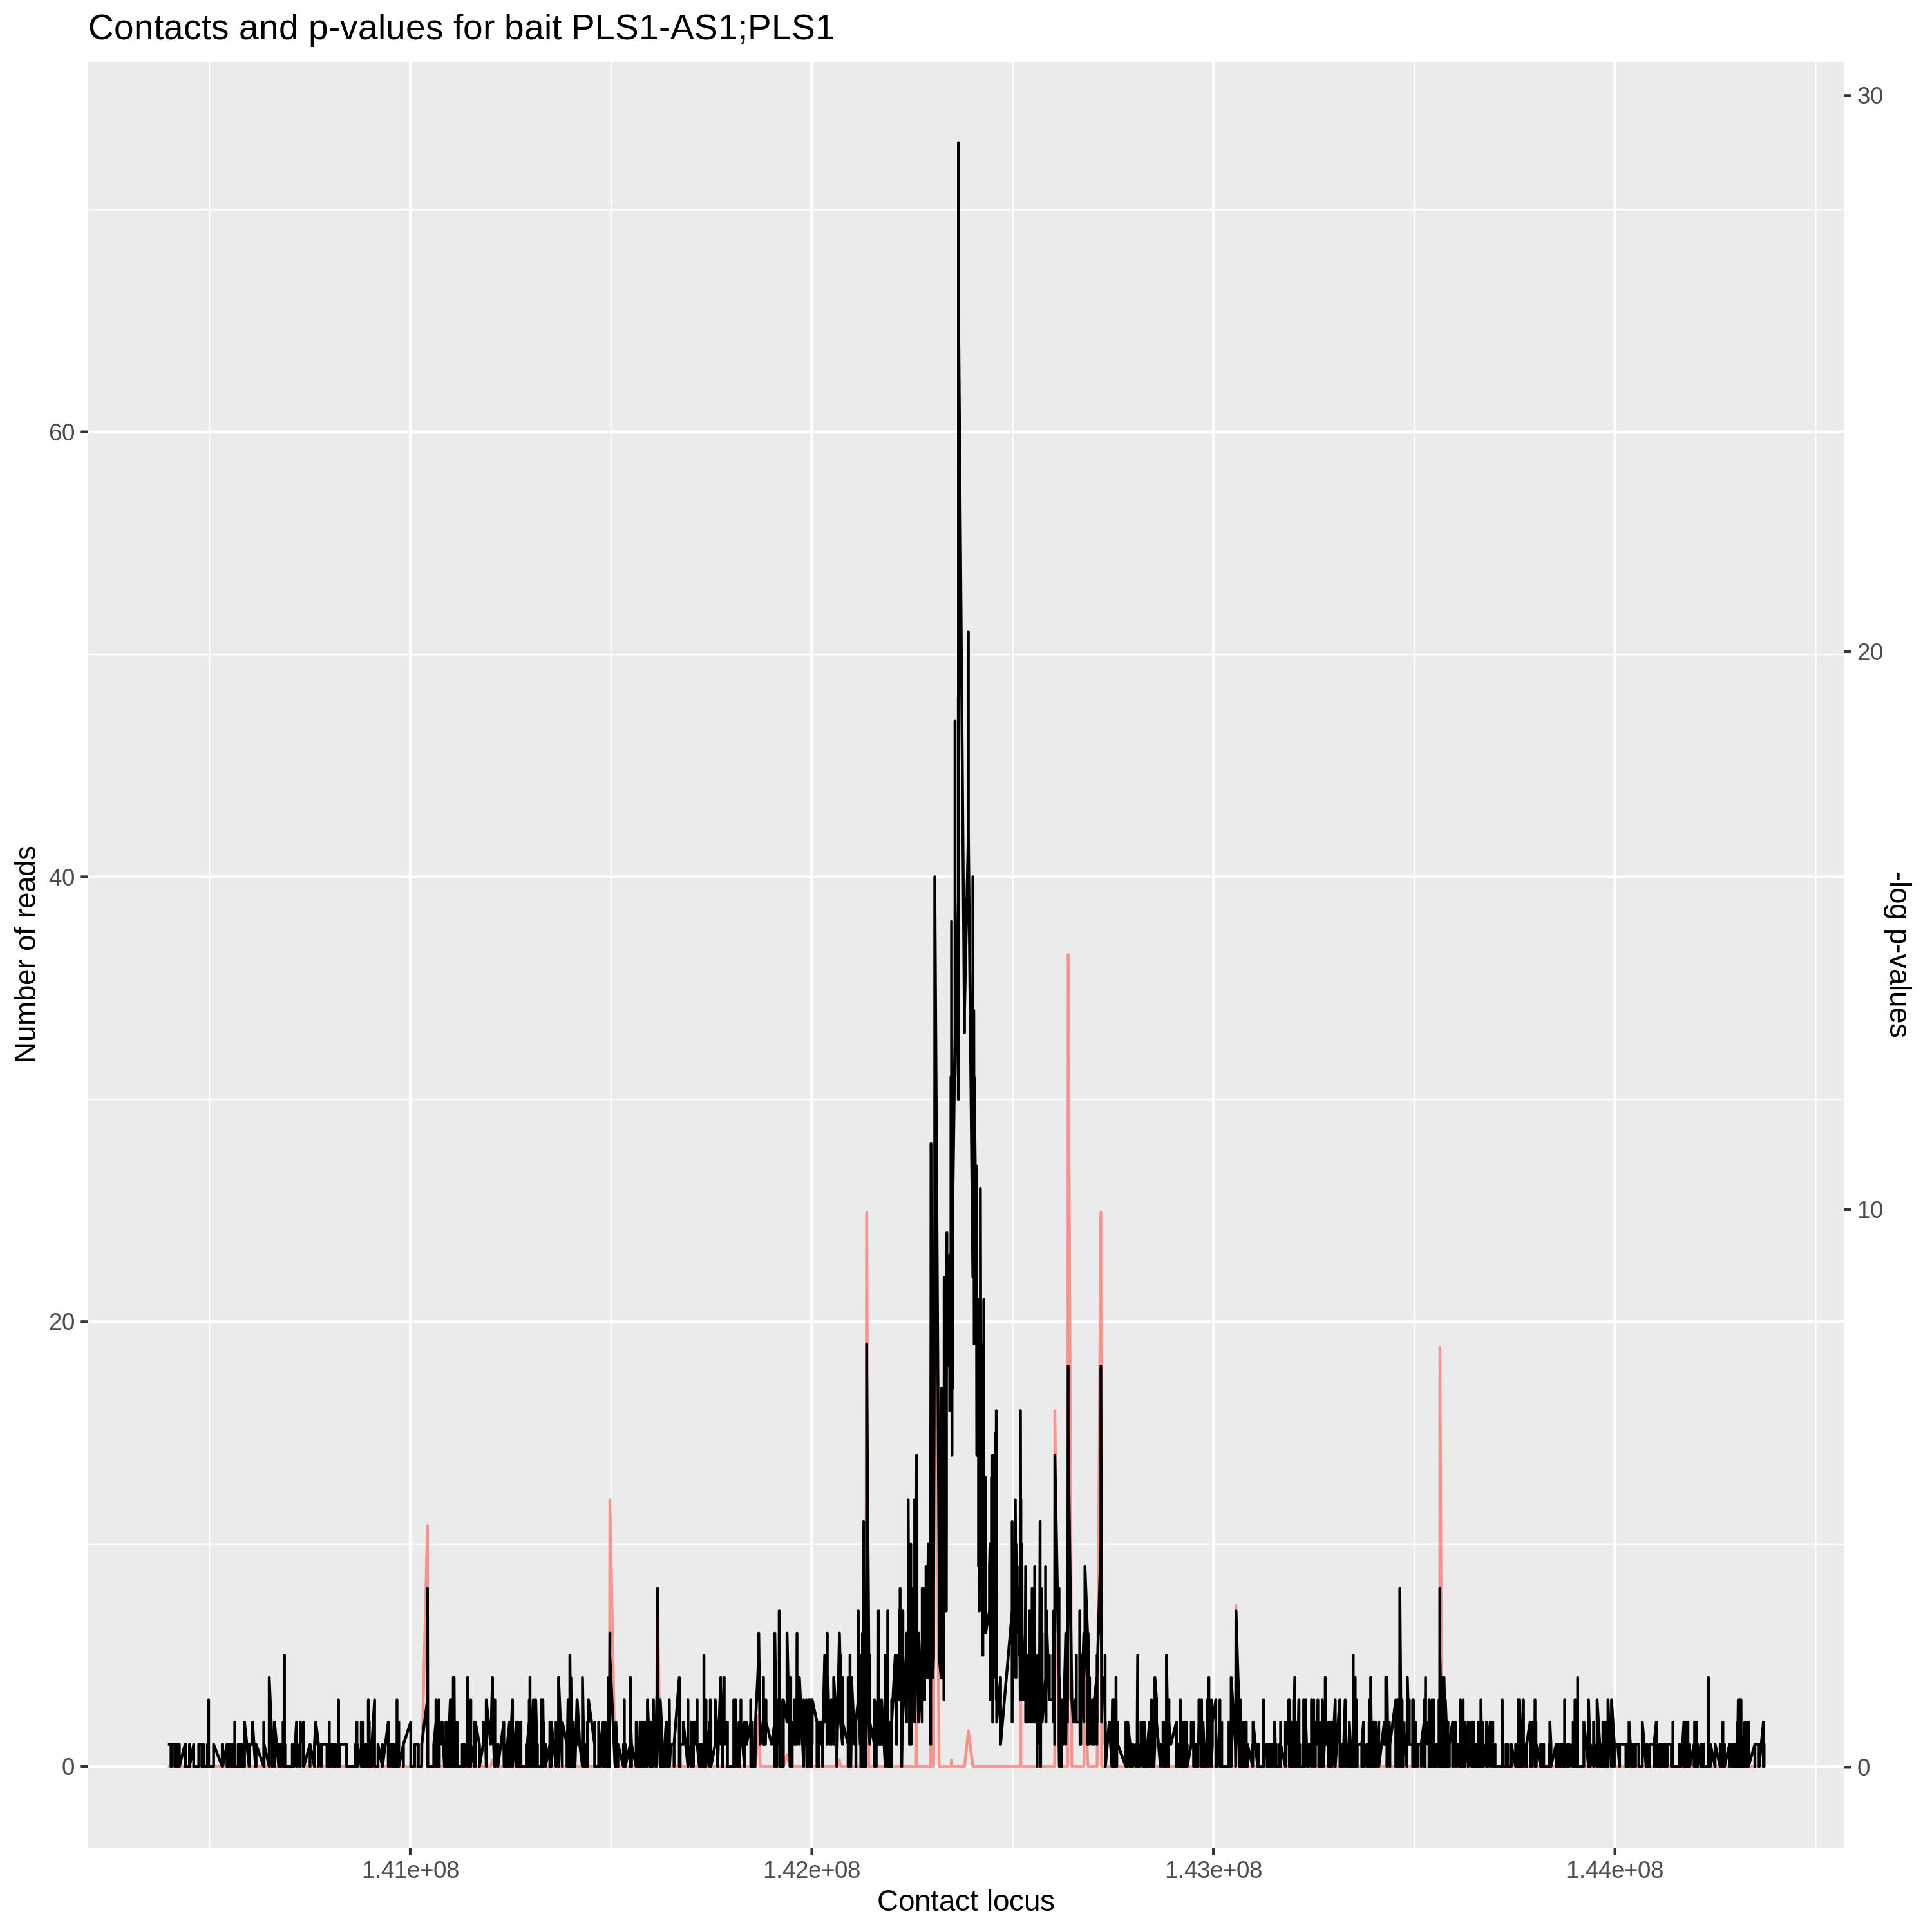 Contacts and p-values for bait PLS1-AS1;PLS1
30
60
20
Number of reads
40
-log p-values
10
20
0
0
1.41e+08 1.42e+08 1.43e+08 1.44e+08
Contact locus